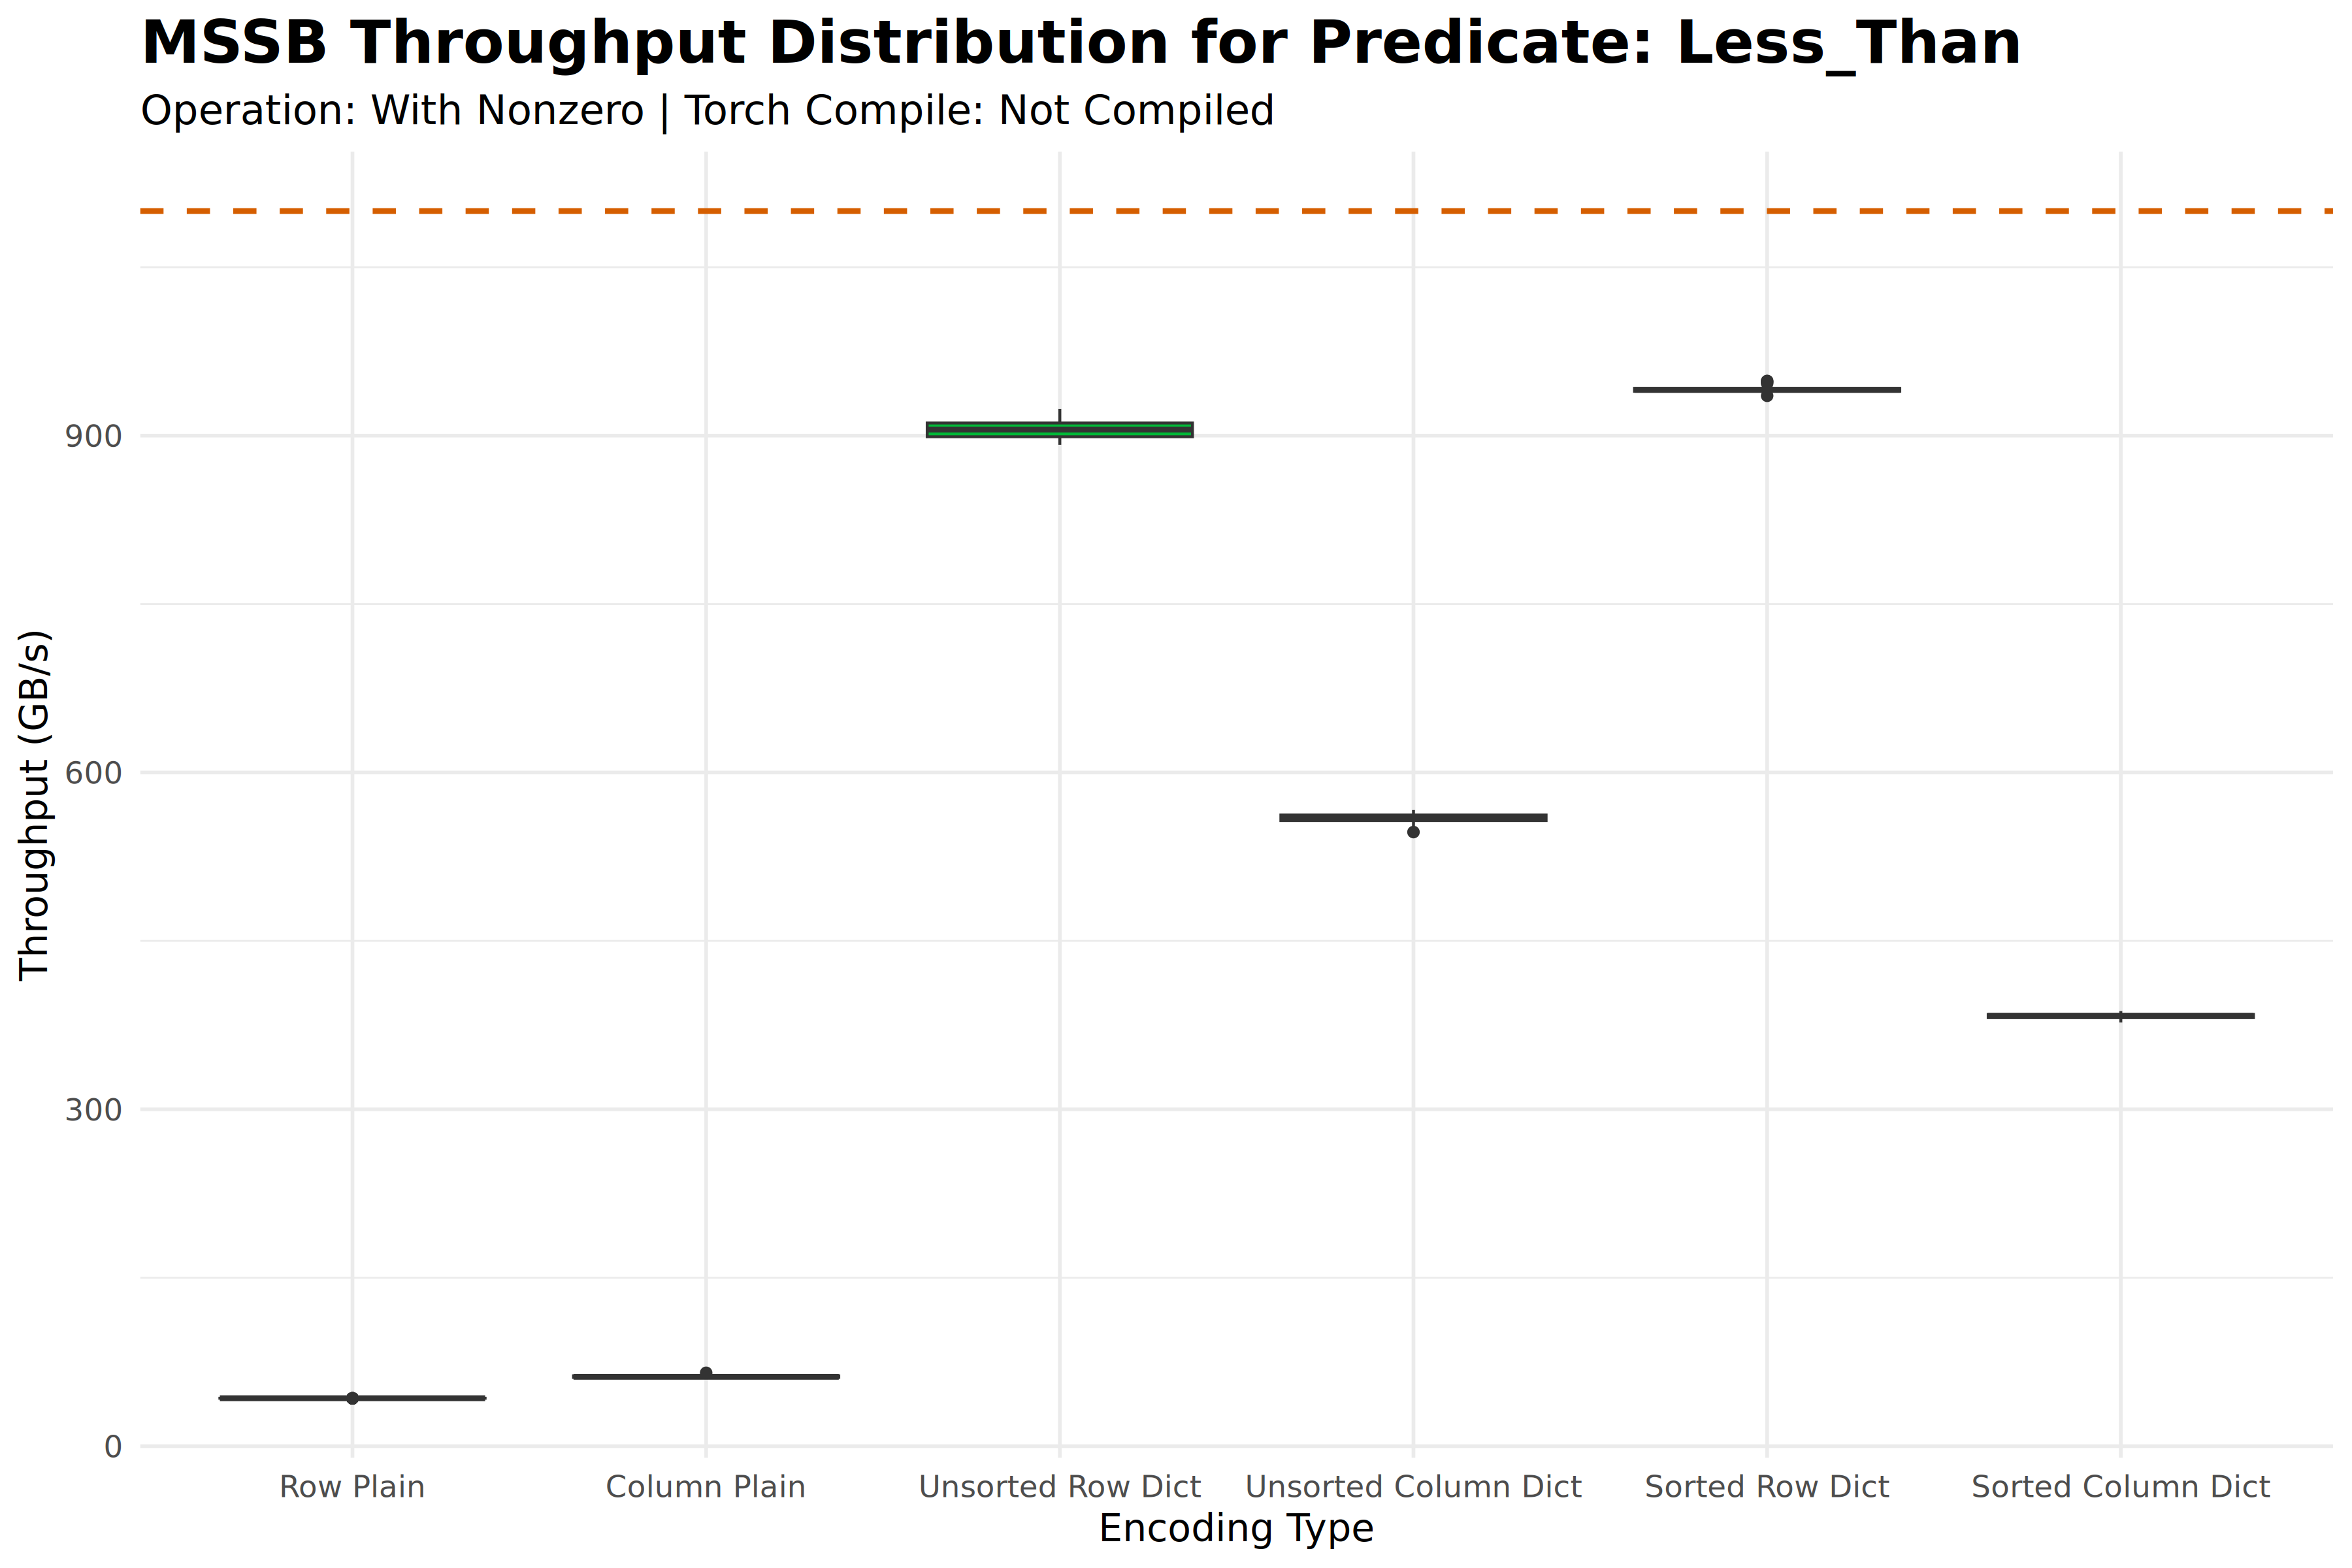 MSSB Throughput Distribution for Predicate: Less_Than
Operation: With Nonzero | Torch Compile: Not Compiled
Throughput (GB/s)
900
600
300
0
Row Plain
Column Plain
Unsorted Row Dict
Unsorted Column Dict
Sorted Row Dict
Sorted Column Dict
Encoding Type